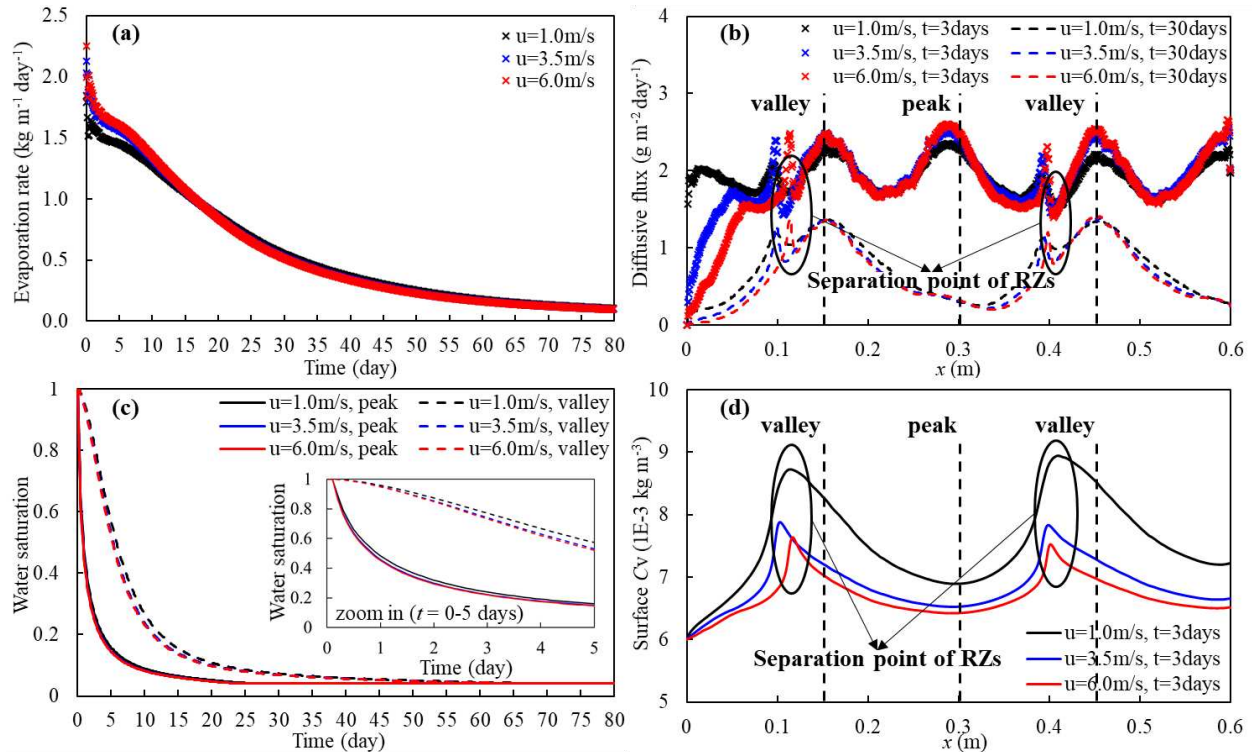 (a)
× u=1.0m/s
× u=3.5m/s
× u=6.0m/s
Evaporation rate (kg m⁻¹ day⁻¹)
2.5
2.0
1.5
1.0
0.5
0.0
0 5 10 15 20 25 30 35 40 45 50 55 60 65 70 75 80
Time (day)
(b)
× u=1.0m/s, t=3days
× u=3.5m/s, t=3days
× u=6.0m/s, t=3days
u=1.0m/s, t=30days
u=3.5m/s, t=30days
u=6.0m/s, t=30days
valley peak valley
Separation point of RZs
Diffusive flux (g m⁻² day⁻¹)
4
3
2
1
0
0 0.1 0.2 0.3 0.4 0.5 0.6
x (m)
(c)
u=1.0m/s, peak
u=3.5m/s, peak
u=6.0m/s, peak
u=1.0m/s, valley
u=3.5m/s, valley
u=6.0m/s, valley
Water saturation
1
0.8
0.6
0.4
0.2
0
0 5 10 15 20 25 30 35 40 45 50 55 60 65 70 75 80
Time (day)
Water saturation
1
0.8
0.6
0.4
0.2
0
zoom in (t = 0-5 days)
0 1 2 3 4 5
Time (day)
(d)
valley peak valley
Separation point of RZs
u=1.0m/s, t=3days
u=3.5m/s, t=3days
u=6.0m/s, t=3days
Surface Cv (1E-3 kg m⁻³)
10
9
8
7
6
5
0 0.1 0.2 0.3 0.4 0.5 0.6
x (m)